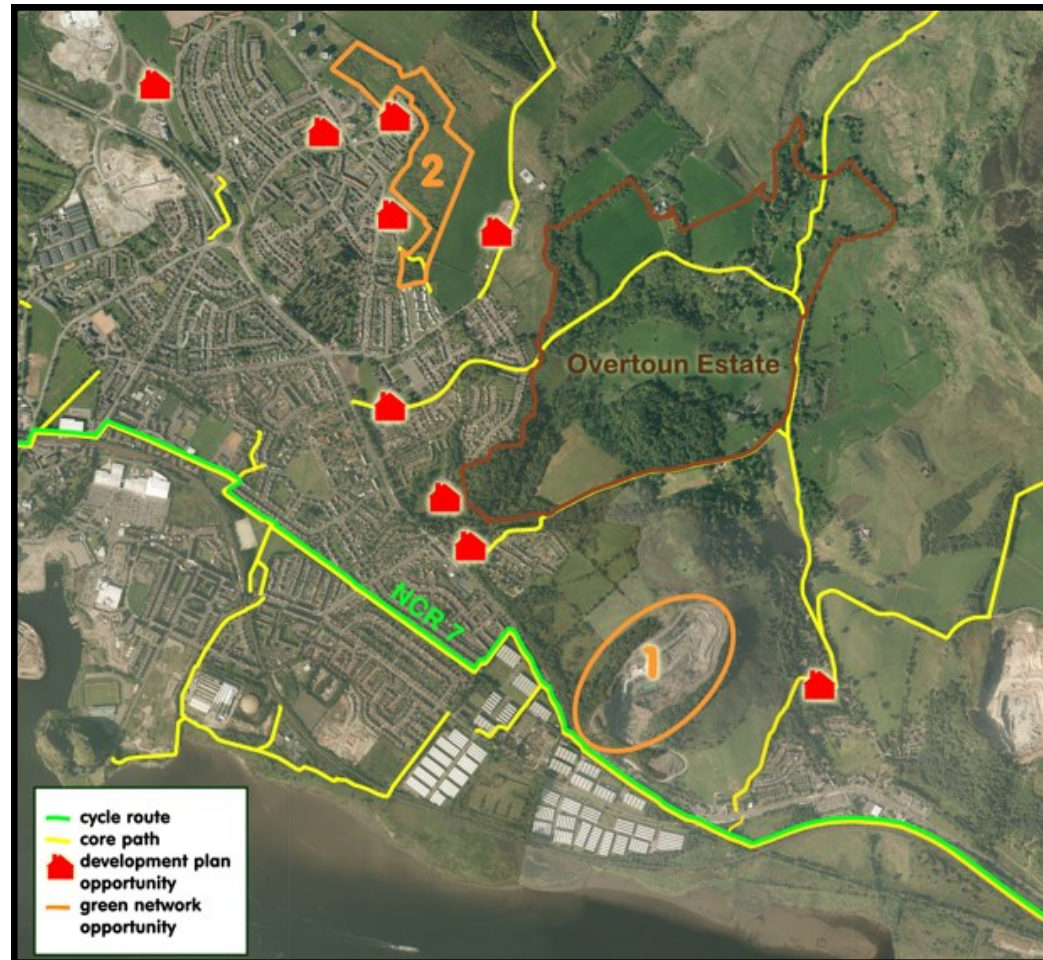 2
Overtoun Estate
NCR 7
1
cycle route
core path
development plan
opportunity
green network
opportunity